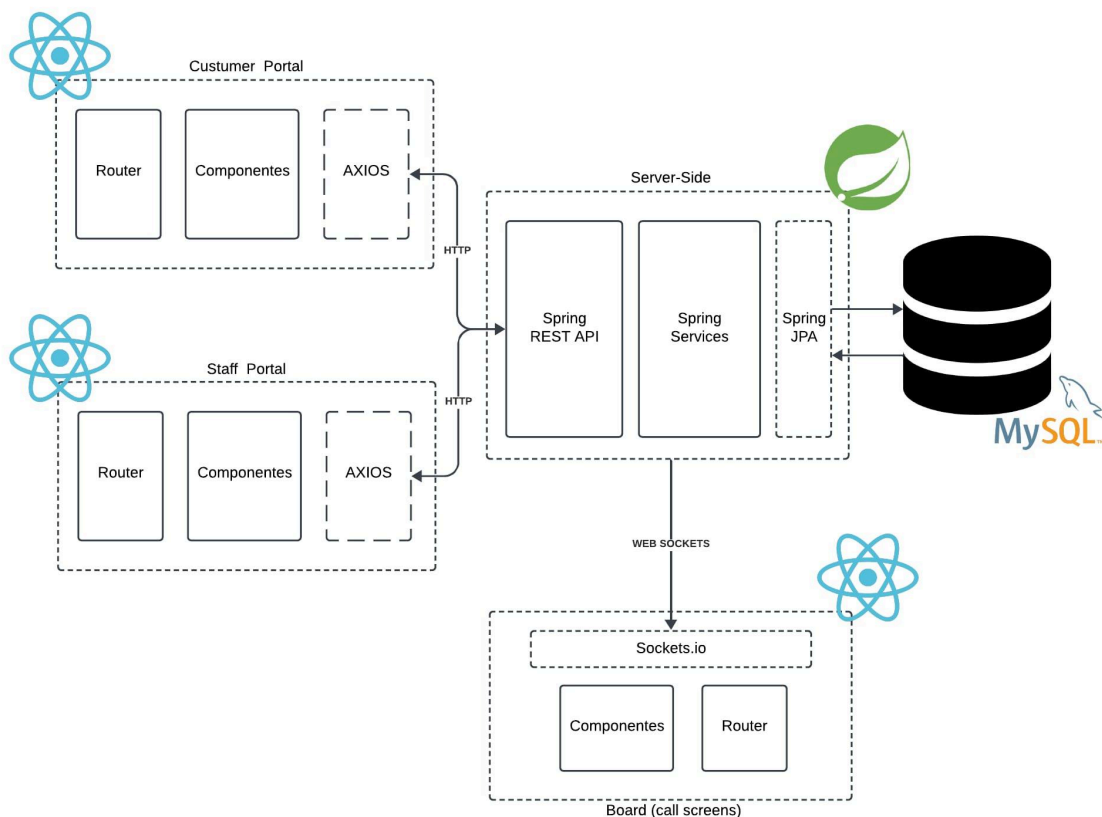 Custumer Portal
Router
Componentes
AXIOS
HTTP
Staff Portal
Router
Componentes
AXIOS
HTTP
Server-Side
Spring
REST API
Spring
Services
Spring
JPA
MySQL
WEB SOCKETS
Sockets.io
Componentes
Router
Board (call screens)